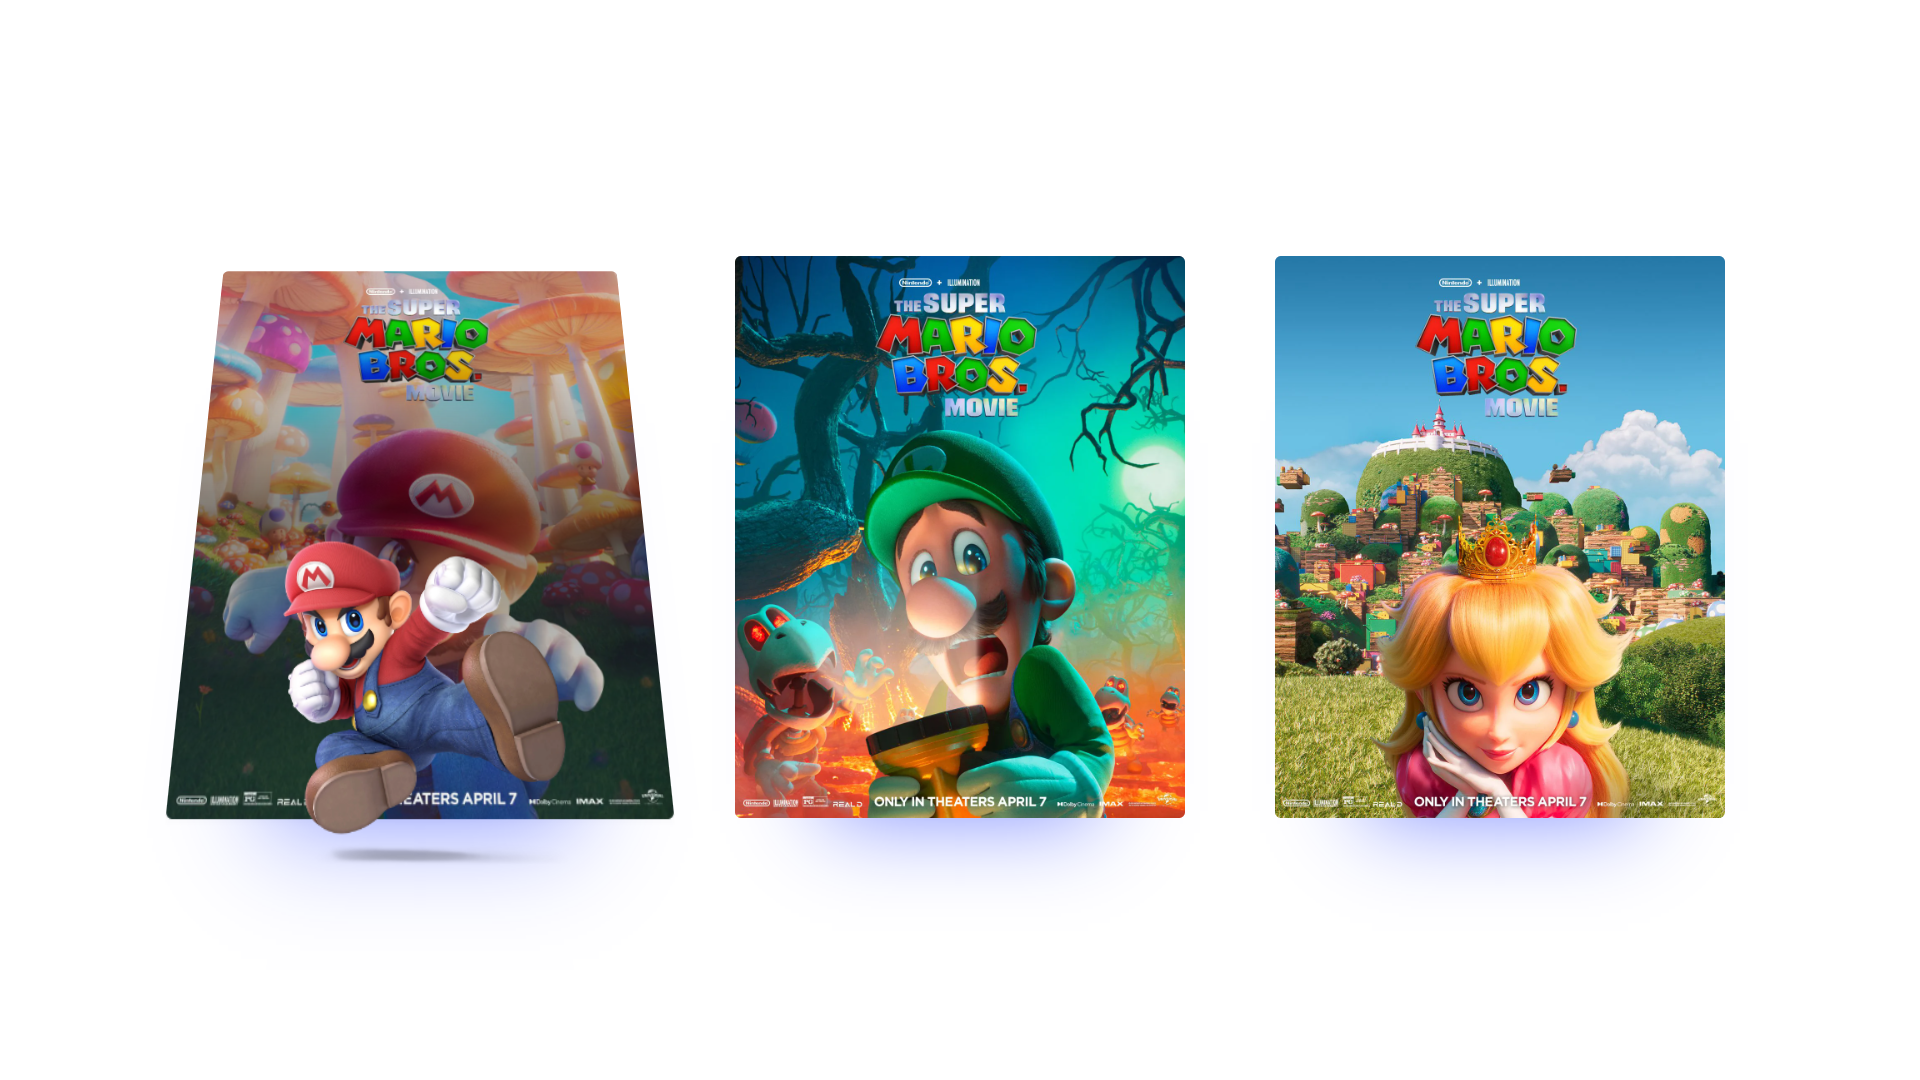 Nintendo + ILLUMINATION
THE SUPER
MARIO
BROS.
MOVIE
M
M
Nintendo ILLUMINATION PG REAL EATERS APRIL 7 Dolby Cinema IMAX UNIVERSAL
Nintendo + ILLUMINATION
THE SUPER
MARIO
BROS.
MOVIE
Nintendo ILLUMINATION PG REAL D ONLY IN THEATERS APRIL 7 Dolby Cinema IMAX
Nintendo + ILLUMINATION
THE SUPER
MARIO
BROS.
MOVIE
Nintendo ILLUMINATION PG REAL D ONLY IN THEATERS APRIL 7 Dolby Cinema IMAX